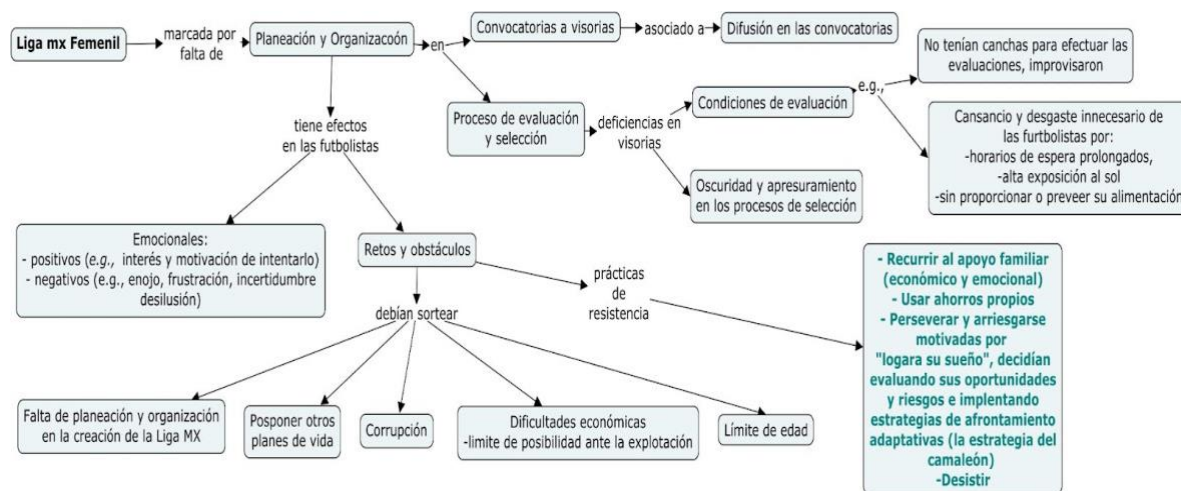 Liga mx Femenil
marcada por
falta de
Planeación y Organizacoón
en
Convocatorias a visorias
asociado a
Difusión en las convocatorias
Proceso de evaluación
y selección
deficiencias en
visorias
Condiciones de evaluación
e.g.,
No tenían canchas para efectuar las
evaluaciones, improvisaron
Cansancio y desgaste innecesario de
las furtbolistas por:
-horarios de espera prolongados,
-alta exposición al sol
-sin proporcionar o preveer su alimentación
Oscuridad y apresuramiento
en los procesos de selección
tiene efectos
en las futbolistas
Emocionales:
- positivos (e.g., interés y motivación de intentarlo)
- negativos (e.g., enojo, frustración, incertidumbre
desilusión)
Retos y obstáculos
prácticas
de
resistencia
- Recurrir al apoyo familiar
(económico y emocional)
- Usar ahorros propios
- Perseverar y arriesgarse
motivadas por
"logara su sueño", decidían
evaluando sus oportunidades
y riesgos e implentando
estrategias de afrontamiento
adaptativas (la estrategia del
camaleón)
-Desistir
debían sortear
Falta de planeación y organización
en la creación de la Liga MX
Posponer otros
planes de vida
Corrupción
Dificultades económicas
-limite de posibilidad ante la explotación
Límite de edad